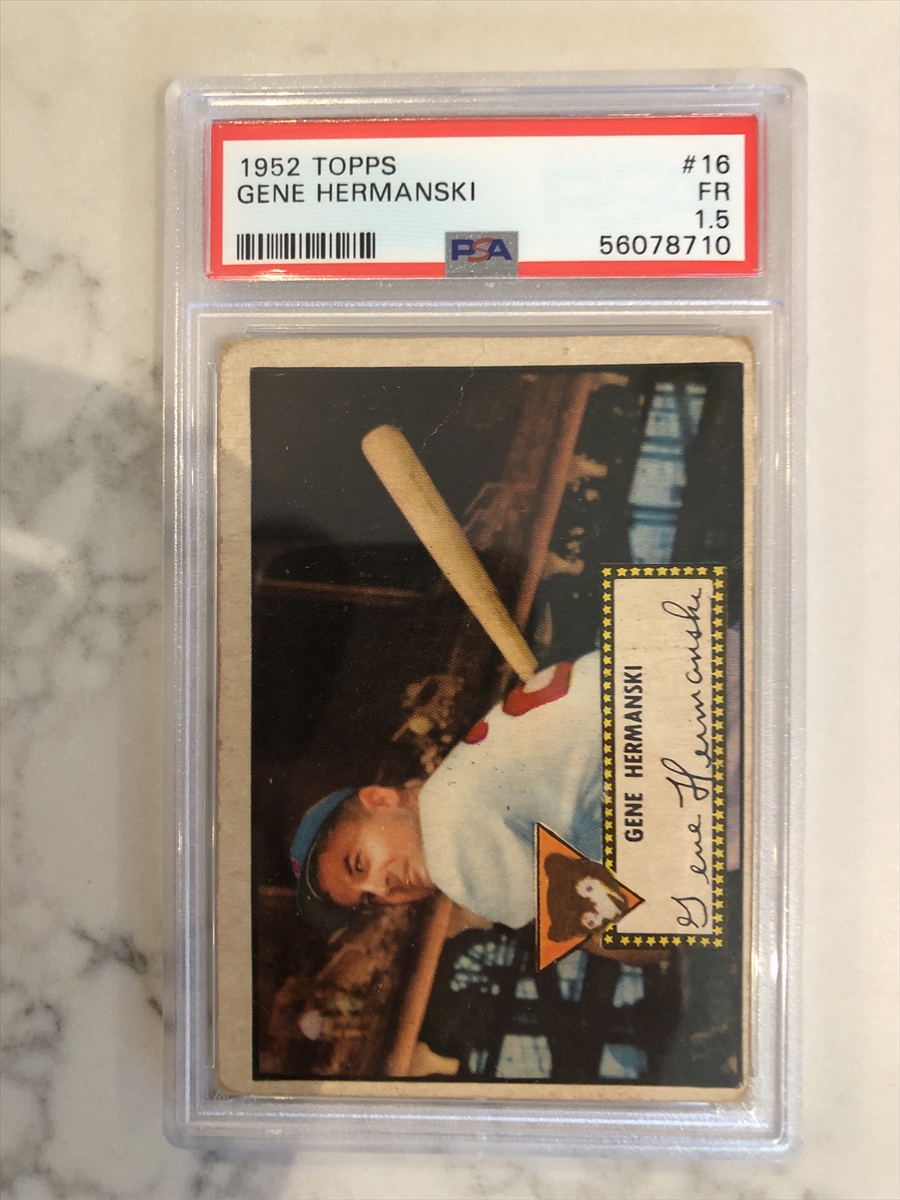 1952 TOPPS #16
GENE HERMANSKI FR
1.5
56078710
PSA
GENE HERMANSKI
Gene Hermanski